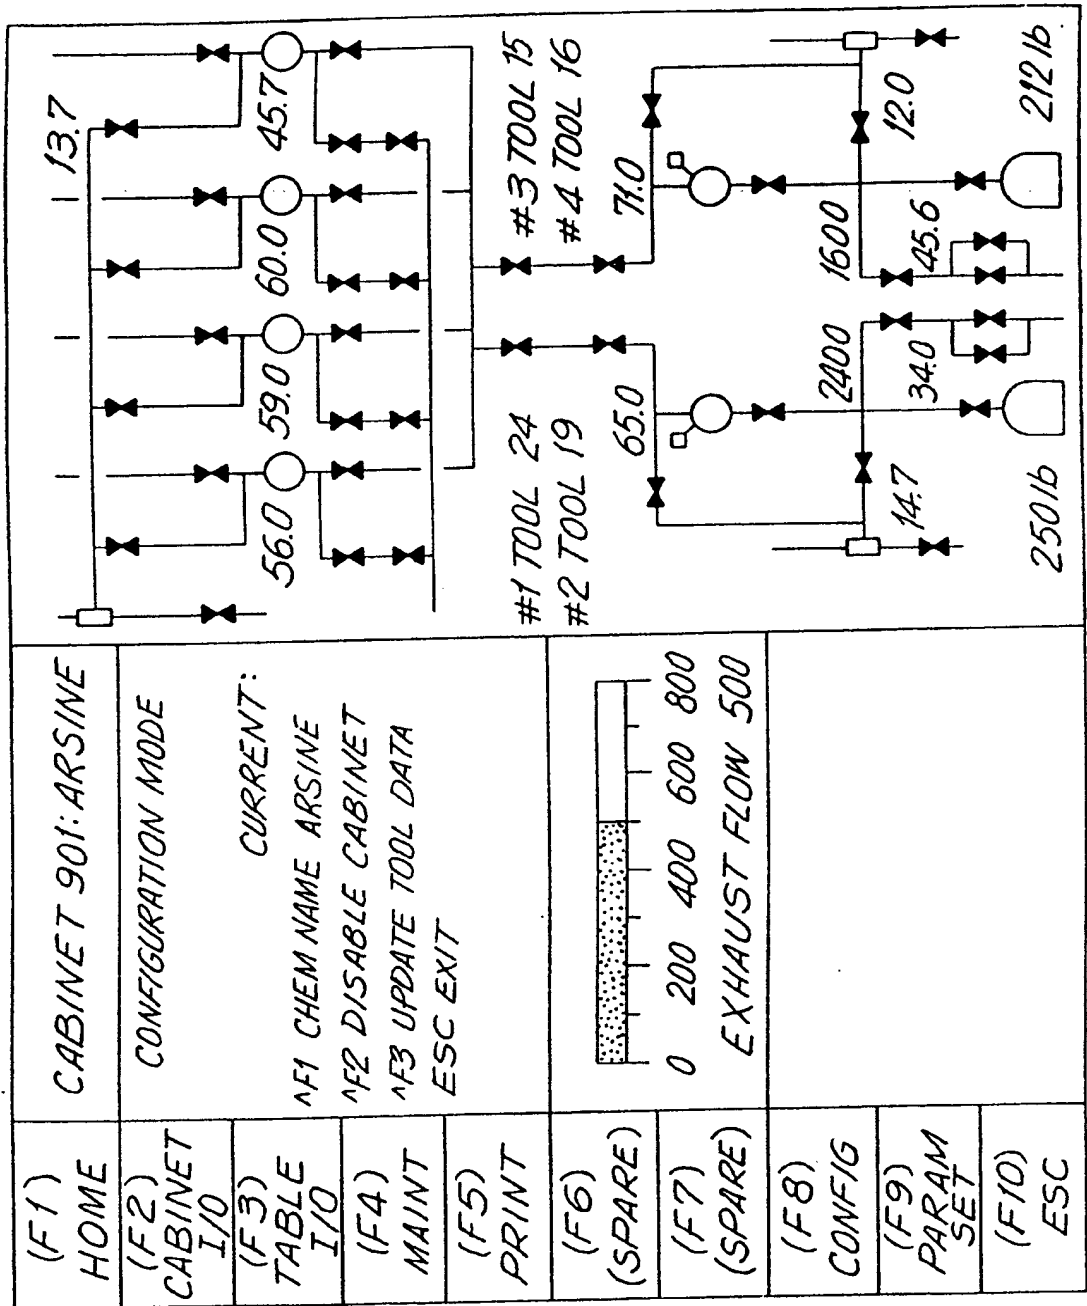 (F1)
HOME
(F2)
CABINET
I/O
(F3)
TABLE
I/O
(F4)
MAINT
(F5)
PRINT
(F6)
(SPARE)
(F7)
(SPARE)
(F8)
CONFIG
(F9)
PARAM
SET
(F10)
ESC
CABINET 901: ARSINE
CONFIGURATION MODE
CURRENT:
^F1 CHEM NAME ARSINE
^F2 DISABLE CABINET
^F3 UPDATE TOOL DATA
ESC EXIT
0 200 400 600 800
EXHAUST FLOW 500
13.7
56.0 59.0 60.0 45.7
#1 TOOL 24
#2 TOOL 19
#3 TOOL 15
#4 TOOL 16
65.0 71.0
2400 1600
14.7 34.0 45.6 12.0
250 lb 212 lb